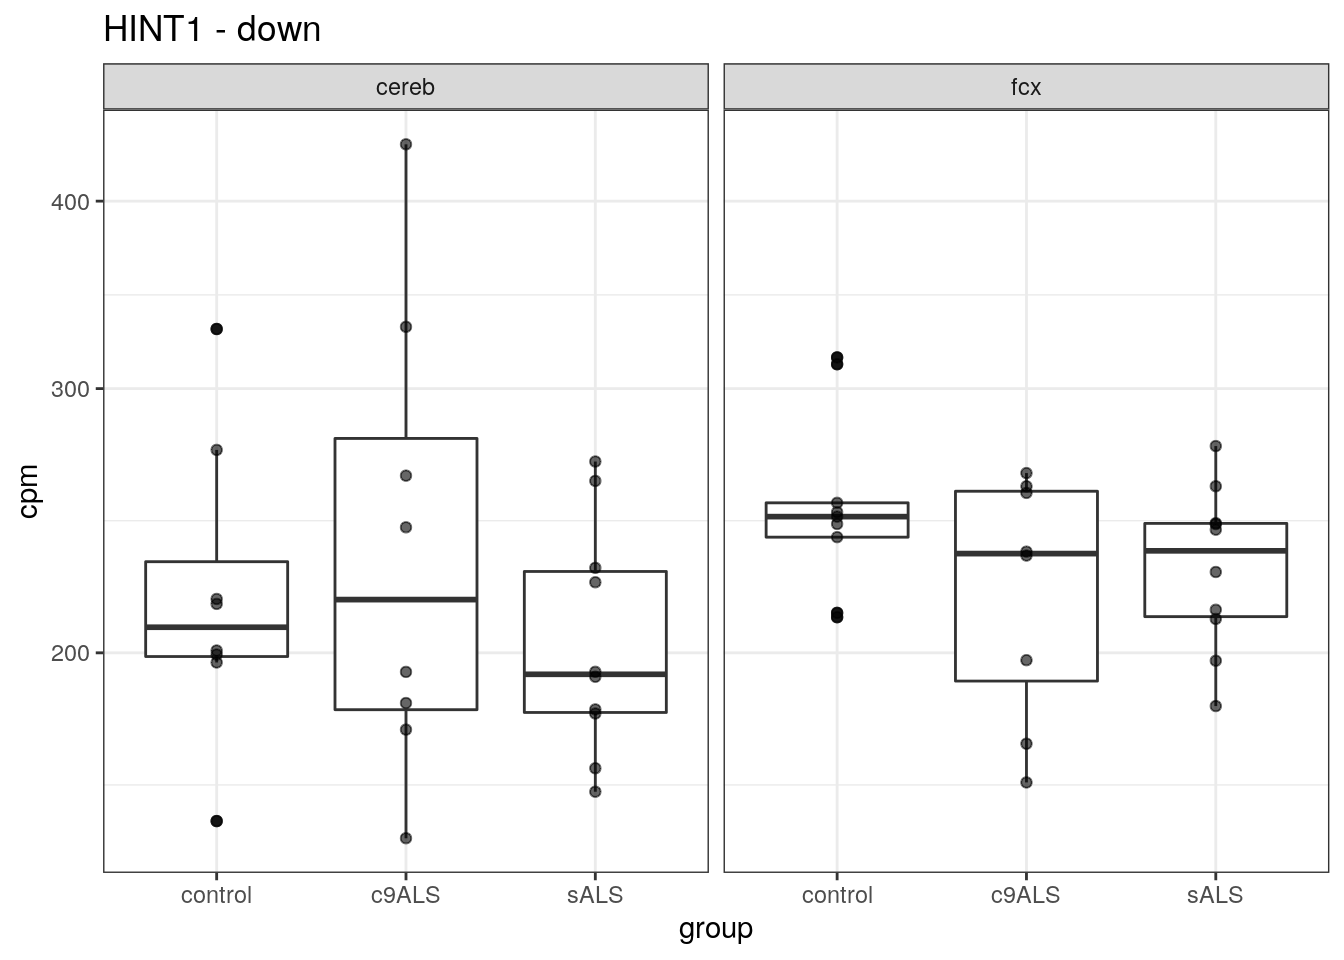 HINT1 - down
cereb
fcx
cpm
400
300
200
control
c9ALS
sALS
control
c9ALS
sALS
group